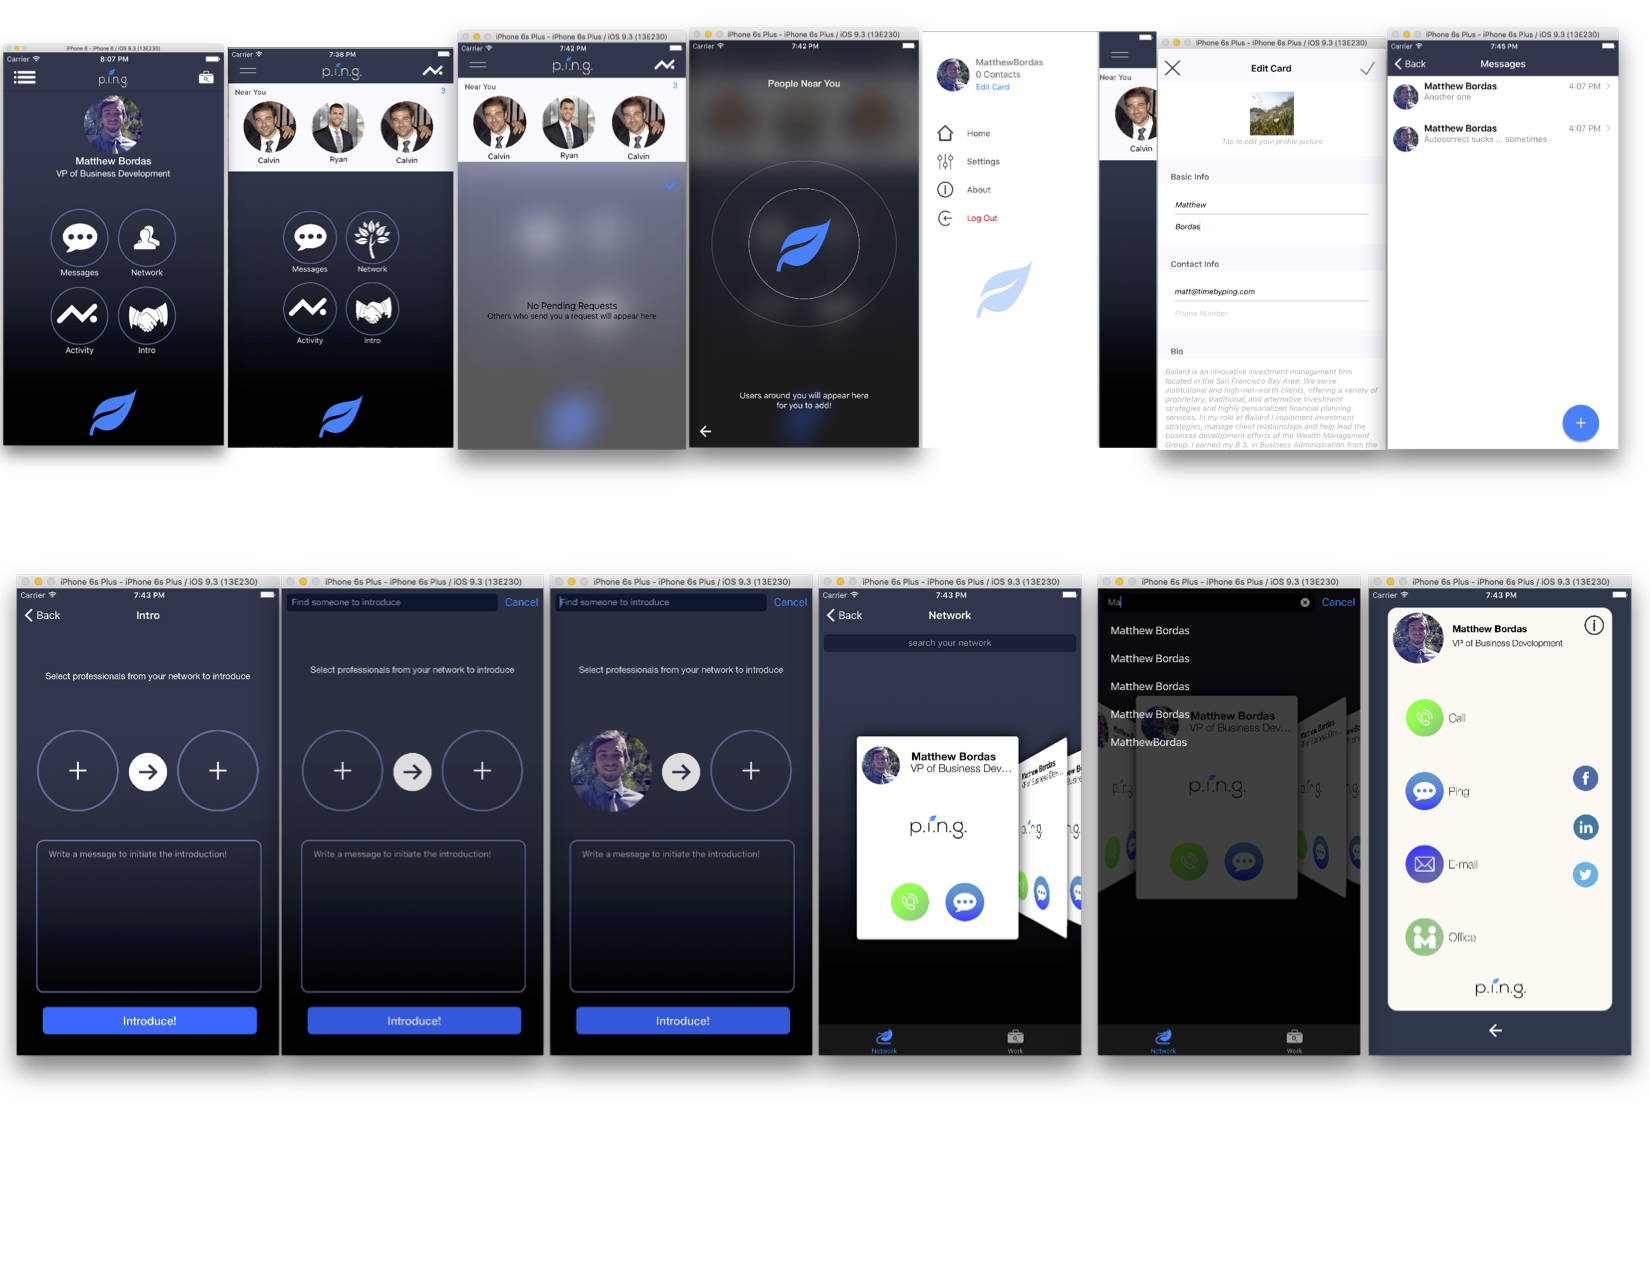 iPhone 6 - iPhone 6 / iOS 9.3 (13E230)
Carrier
8:07 PM
p.i.n.g.
Matthew Bordas
VP of Business Development
Messages
Network
Activity
Intro
Carrier
7:38 PM
p.i.n.g.
Near You
3
Calvin
Ryan
Calvin
Messages
Network
Activity
Intro
iPhone 6s Plus - iPhone 6s Plus / iOS 9.3 (13E230)
Carrier
7:42 PM
p.i.n.g.
Near You
3
Calvin
Ryan
Calvin
No Pending Requests
Others who send you a request will appear here
iPhone 6s Plus - iPhone 6s Plus / iOS 9.3 (13E230)
Carrier
7:42 PM
People Near You
Users around you will appear here
for you to add!
MatthewBordas
0 Contacts
Edit Card
Home
Settings
About
Log Out
Near You
Calvin
iPhone 6s Plus - iPhone 6s Plus / iOS 9.3 (13E230)
Edit Card
Tap to edit your profile picture
Basic Info
Matthew
Bordas
Contact Info
matt@timebyping.com
Phone Number
Bio
Bailard is an innovative investment management firm
located in the San Francisco Bay Area. We serve
institutional and high-net-worth clients, offering a variety of
proprietary, traditional, and alternative investment
strategies and highly personalized financial planning
services. In my role at Bailard I implement investment
strategies, manage client relationships and help lead the
business development efforts of the Wealth Management
Group. I earned my B.S. in Business Administration from the
iPhone 6s Plus - iPhone 6s Plus / iOS 9.3 (13E230)
Carrier
7:45 PM
Back
Messages
Matthew Bordas
4:07 PM
Another one
Matthew Bordas
4:07 PM
Autocorrect sucks ... sometimes
iPhone 6s Plus - iPhone 6s Plus / iOS 9.3 (13E230)
Carrier
7:43 PM
Back
Intro
Select professionals from your network to introduce
Write a message to initiate the introduction!
Introduce!
iPhone 6s Plus - iPhone 6s Plus / iOS 9.3 (13E230)
Find someone to introduce
Cancel
Select professionals from your network to introduce
Write a message to initiate the introduction!
Introduce!
iPhone 6s Plus - iPhone 6s Plus / iOS 9.3 (13E230)
Find someone to introduce
Cancel
Select professionals from your network to introduce
Write a message to initiate the introduction!
Introduce!
iPhone 6s Plus - iPhone 6s Plus / iOS 9.3 (13E230)
Carrier
7:43 PM
Back
Network
search your network
Matthew Bordas
VP of Business Dev...
p.i.n.g.
Matthew Bordas
VP of Business Dev...
p.i.n.g.
Network
Work
iPhone 6s Plus - iPhone 6s Plus / iOS 9.3 (13E230)
Ma
Cancel
Matthew Bordas
Matthew Bordas
Matthew Bordas
Matthew Bordas
MatthewBordas
Matthew Bordas
VP of Business Dev...
p.i.n.g.
Network
Work
iPhone 6s Plus - iPhone 6s Plus / iOS 9.3 (13E230)
Carrier
7:43 PM
Matthew Bordas
VP of Business Development
Call
Ping
E-mail
Office
p.i.n.g.